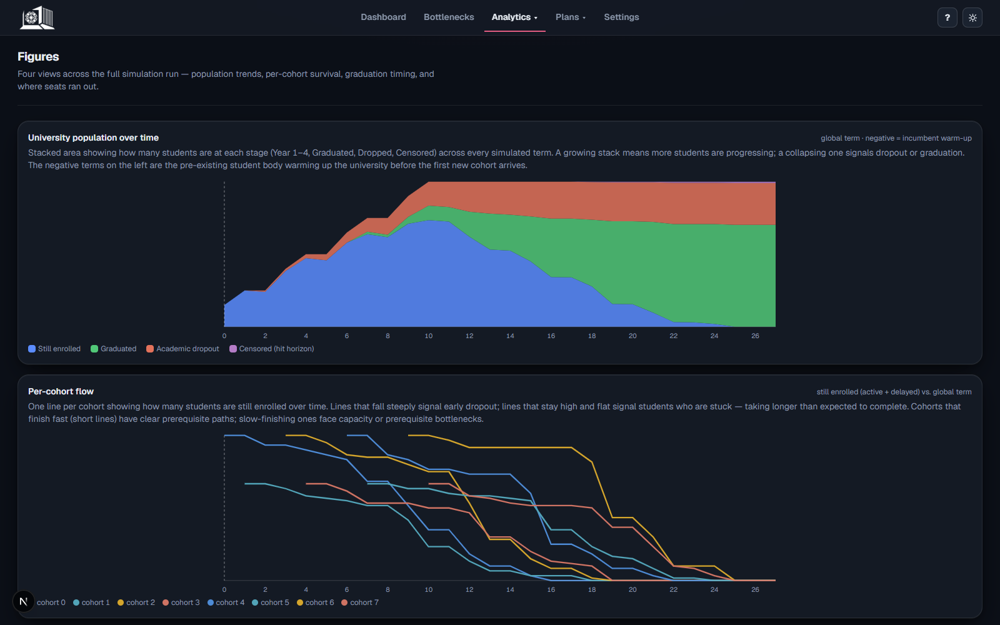 Dashboard Bottlenecks Analytics Plans Settings ?
Figures
Four views across the full simulation run — population trends, per-cohort survival, graduation timing, and
where seats ran out.
University population over time
global term · negative = incumbent warm-up
Stacked area showing how many students are at each stage (Year 1–4, Graduated, Dropped, Censored) across every simulated term. A growing stack means more students are progressing; a collapsing one signals dropout or graduation.
The negative terms on the left are the pre-existing student body warming up the university before the first new cohort arrives.
0 2 4 6 8 10 12 14 16 18 20 22 24 26
Still enrolled Graduated Academic dropout Censored (hit horizon)
Per-cohort flow
still enrolled (active + delayed) vs. global term
One line per cohort showing how many students are still enrolled over time. Lines that fall steeply signal early dropout; lines that stay high and flat signal students who are stuck — taking longer than expected to complete. Cohorts that
finish fast (short lines) have clear prerequisite paths; slow-finishing ones face capacity or prerequisite bottlenecks.
0 2 4 6 8 10 12 14 16 18 20 22 24 26
N cohort 0 cohort 1 cohort 2 cohort 3 cohort 4 cohort 5 cohort 6 cohort 7